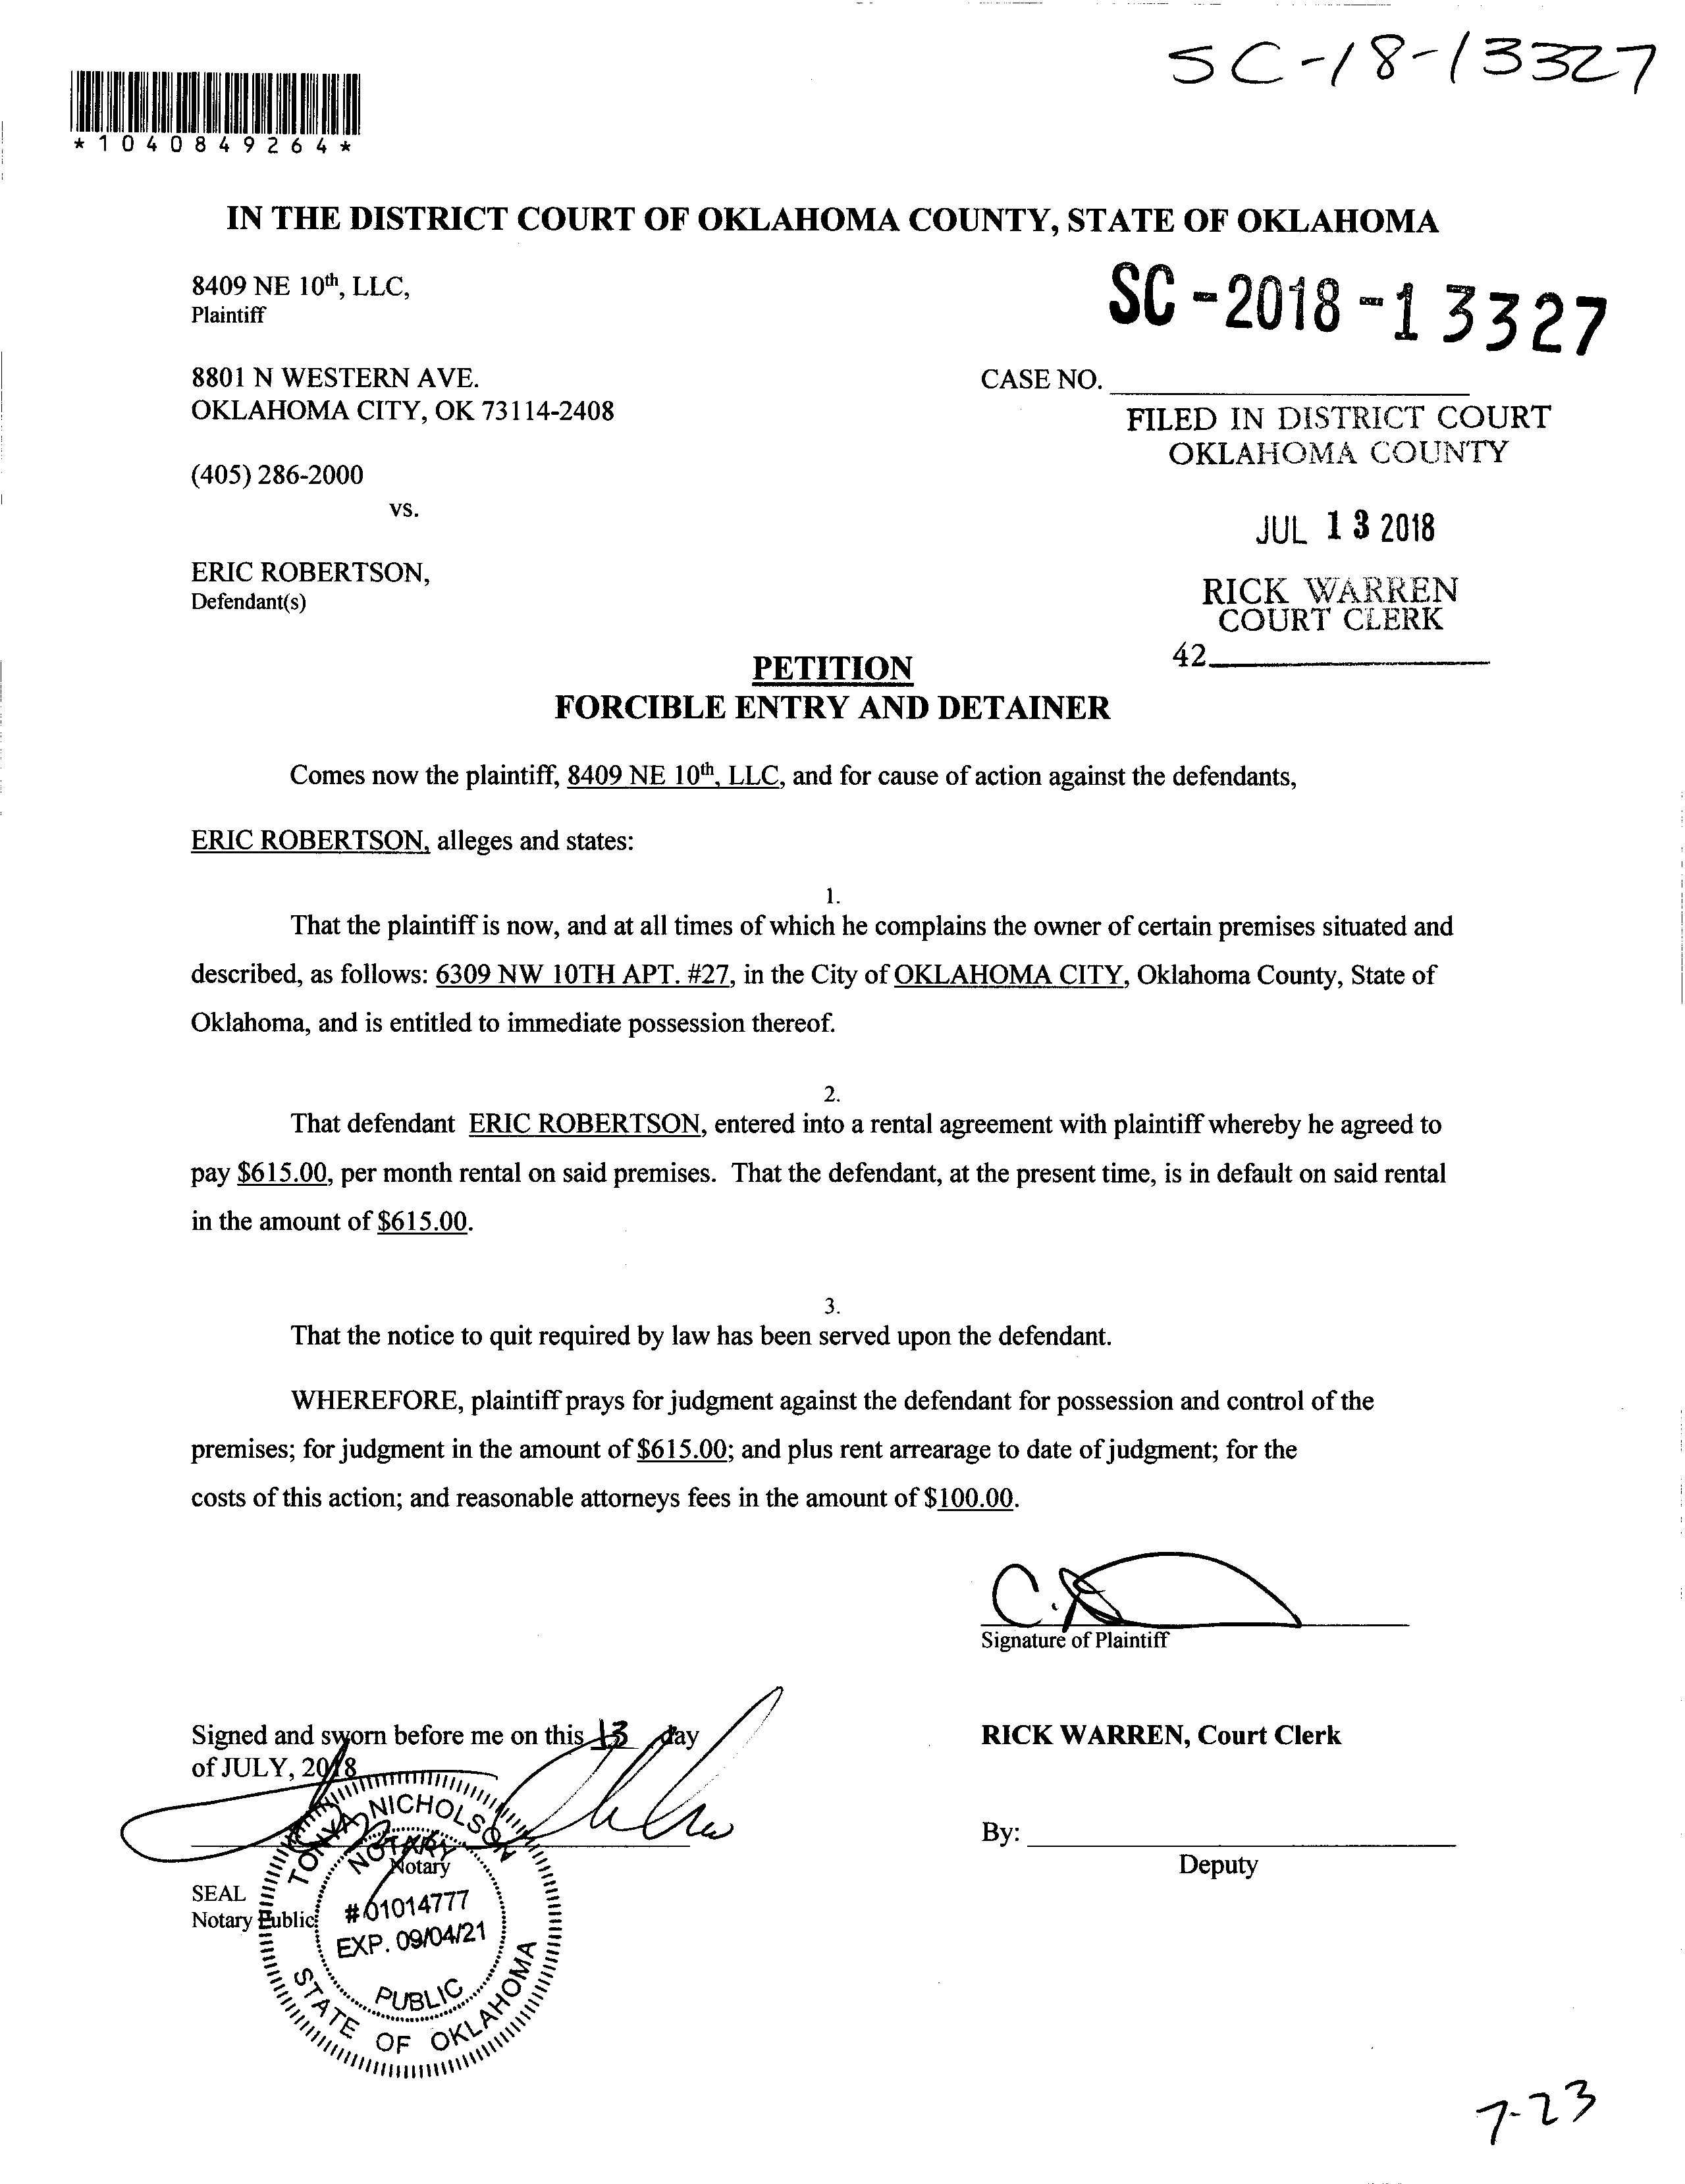 SC-18-13327
*1040849264*
IN THE DISTRICT COURT OF OKLAHOMA COUNTY, STATE OF OKLAHOMA
8409 NE 10th, LLC,
Plaintiff
SC-2018-13327
8801 N WESTERN AVE.
OKLAHOMA CITY, OK 73114-2408
CASE NO.
FILED IN DISTRICT COURT
OKLAHOMA COUNTY
(405) 286-2000
vs.
JUL 13 2018
ERIC ROBERTSON,
Defendant(s)
RICK WARREN
COURT CLERK
42
PETITION
FORCIBLE ENTRY AND DETAINER
Comes now the plaintiff, 8409 NE 10th, LLC, and for cause of action against the defendants,
ERIC ROBERTSON, alleges and states:
1.
That the plaintiff is now, and at all times of which he complains the owner of certain premises situated and
described, as follows: 6309 NW 10TH APT. #27, in the City of OKLAHOMA CITY, Oklahoma County, State of
Oklahoma, and is entitled to immediate possession thereof.
2.
That defendant ERIC ROBERTSON, entered into a rental agreement with plaintiff whereby he agreed to
pay $615.00, per month rental on said premises. That the defendant, at the present time, is in default on said rental
in the amount of $615.00.
3.
That the notice to quit required by law has been served upon the defendant.
WHEREFORE, plaintiff prays for judgment against the defendant for possession and control of the
premises; for judgment in the amount of $615.00; and plus rent arrearage to date of judgment; for the
costs of this action; and reasonable attorneys fees in the amount of $100.00.
Signature of Plaintiff
Signed and sworn before me on this 13 day
of JULY, 2018
RICK WARREN, Court Clerk
By:
Deputy
Notary
SEAL
Notary Public
TONYA NICHOLSON
NOTARY
#01014777
EXP. 09/04/21
PUBLIC
STATE OF OKLAHOMA
7-23